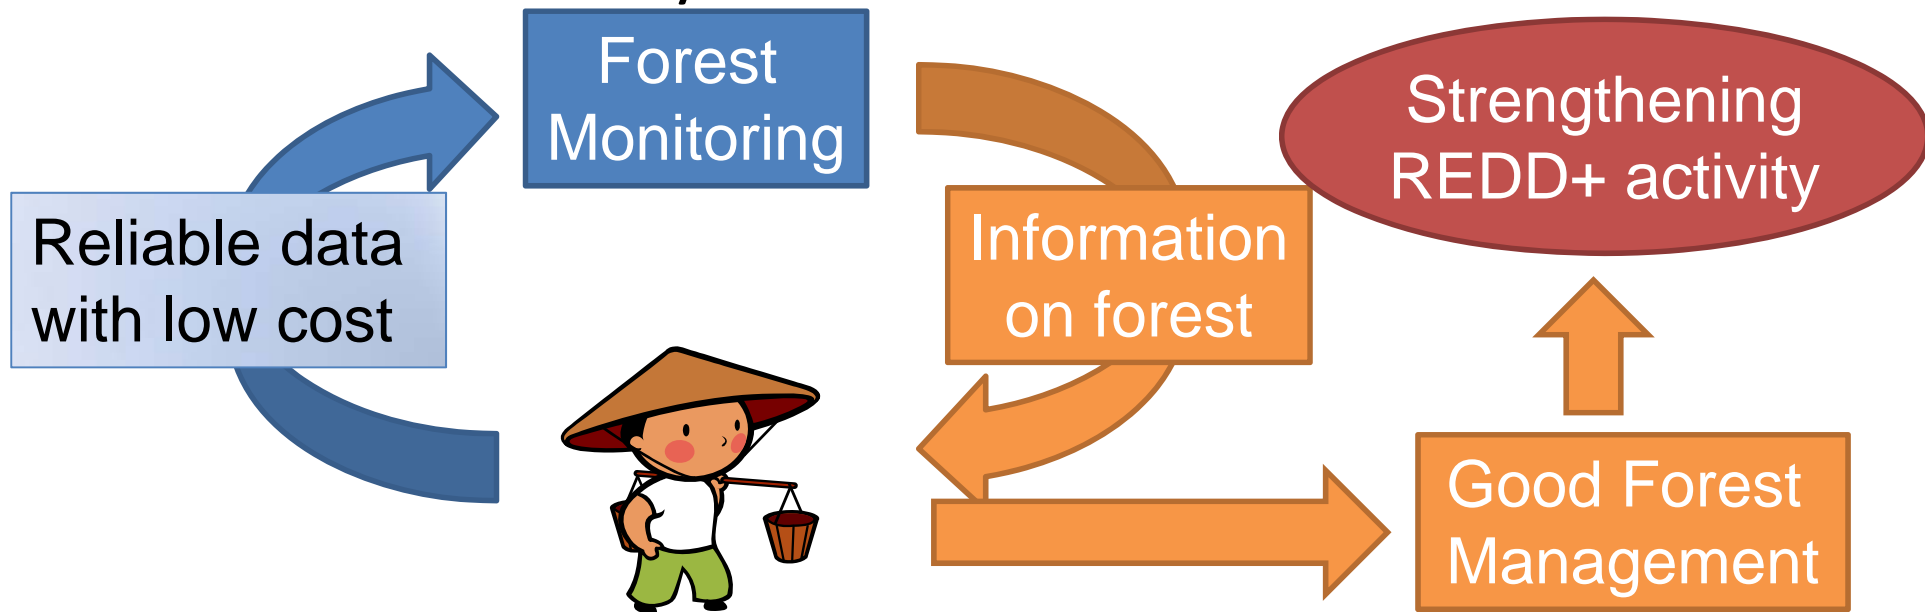 Forest
Monitoring
Strengthening
REDD+ activity
Reliable data
with low cost
Information
on forest
Good Forest
Management